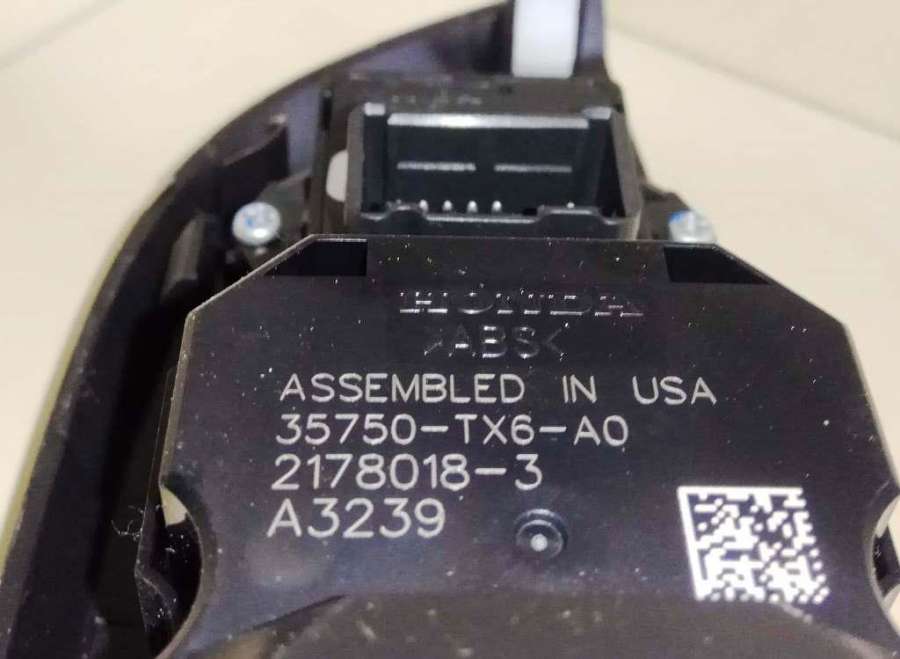 HONDA
>ABS<
ASSEMBLED IN USA
35750-TX6-A0
2178018-3
A3239